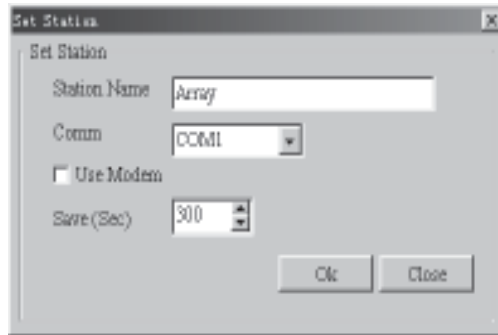 Set Station
Set Station
Station Name Array
Comm COM1
Use Modem
Save (Sec) 300
Ok Close